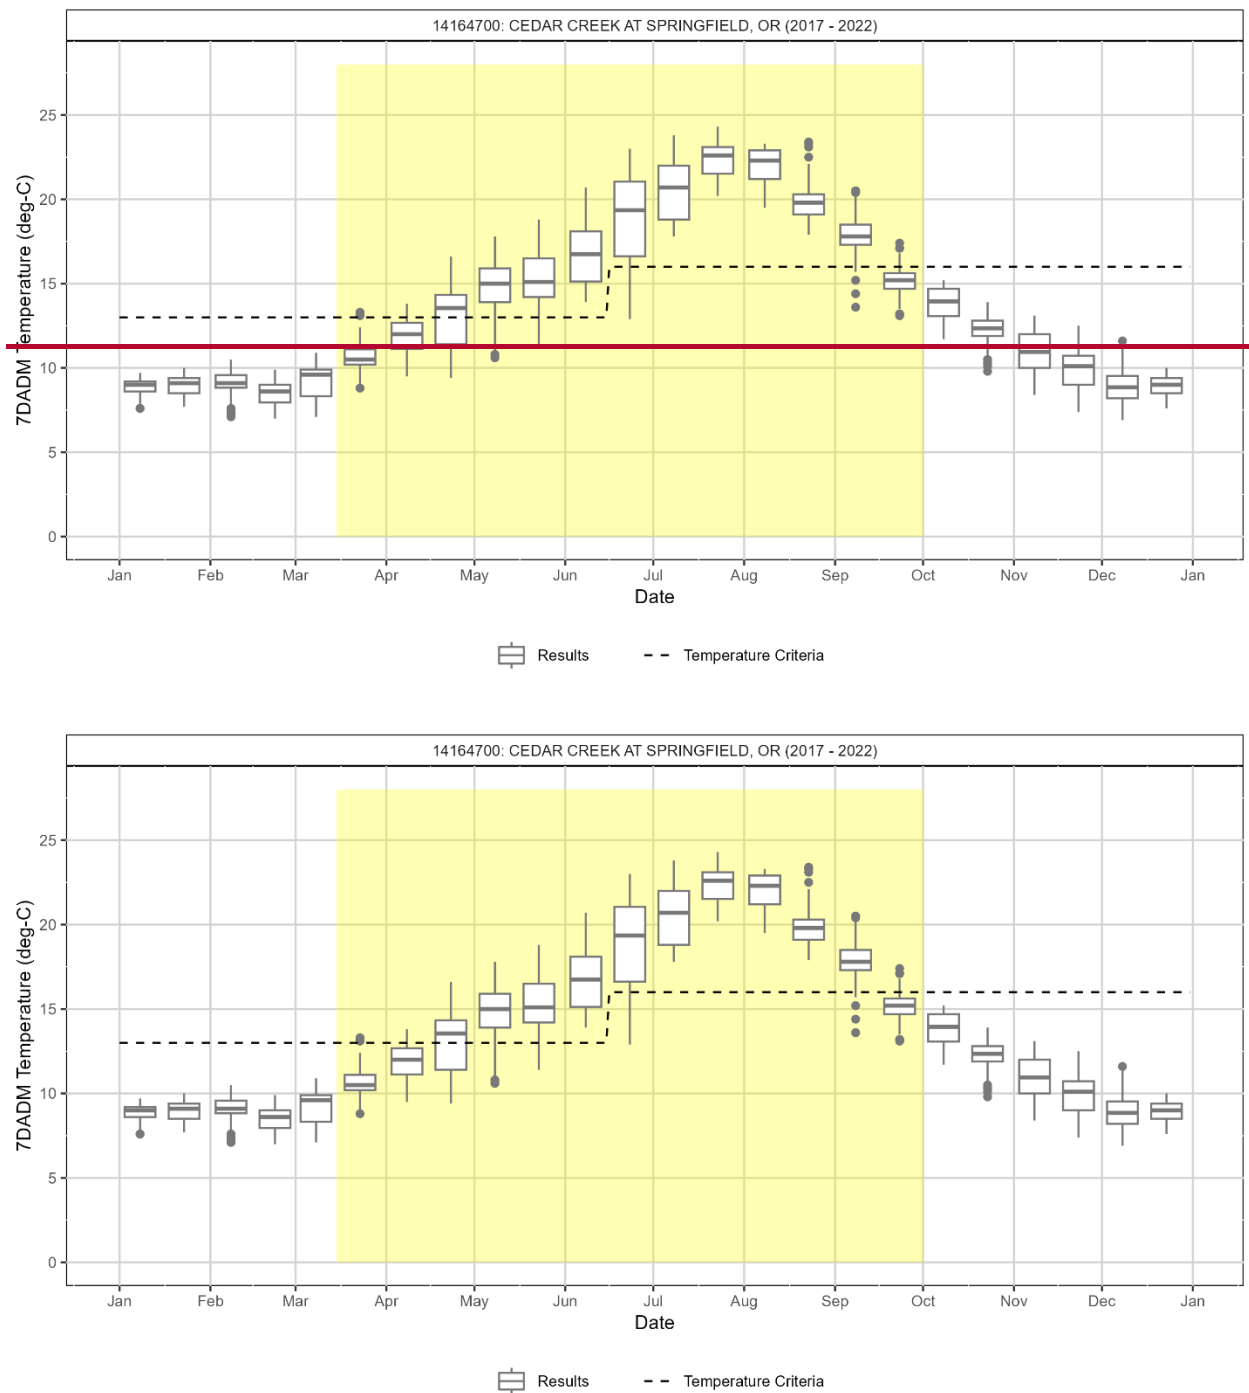 14164700: CEDAR CREEK AT SPRINGFIELD, OR (2017 - 2022)
7DADM Temperature (deg-C)
25
20
15
10
5
0
Jan Feb Mar Apr May Jun Jul Aug Sep Oct Nov Dec Jan
Date
Results Temperature Criteria
14164700: CEDAR CREEK AT SPRINGFIELD, OR (2017 - 2022)
7DADM Temperature (deg-C)
25
20
15
10
5
0
Jan Feb Mar Apr May Jun Jul Aug Sep Oct Nov Dec Jan
Date
Results Temperature Criteria